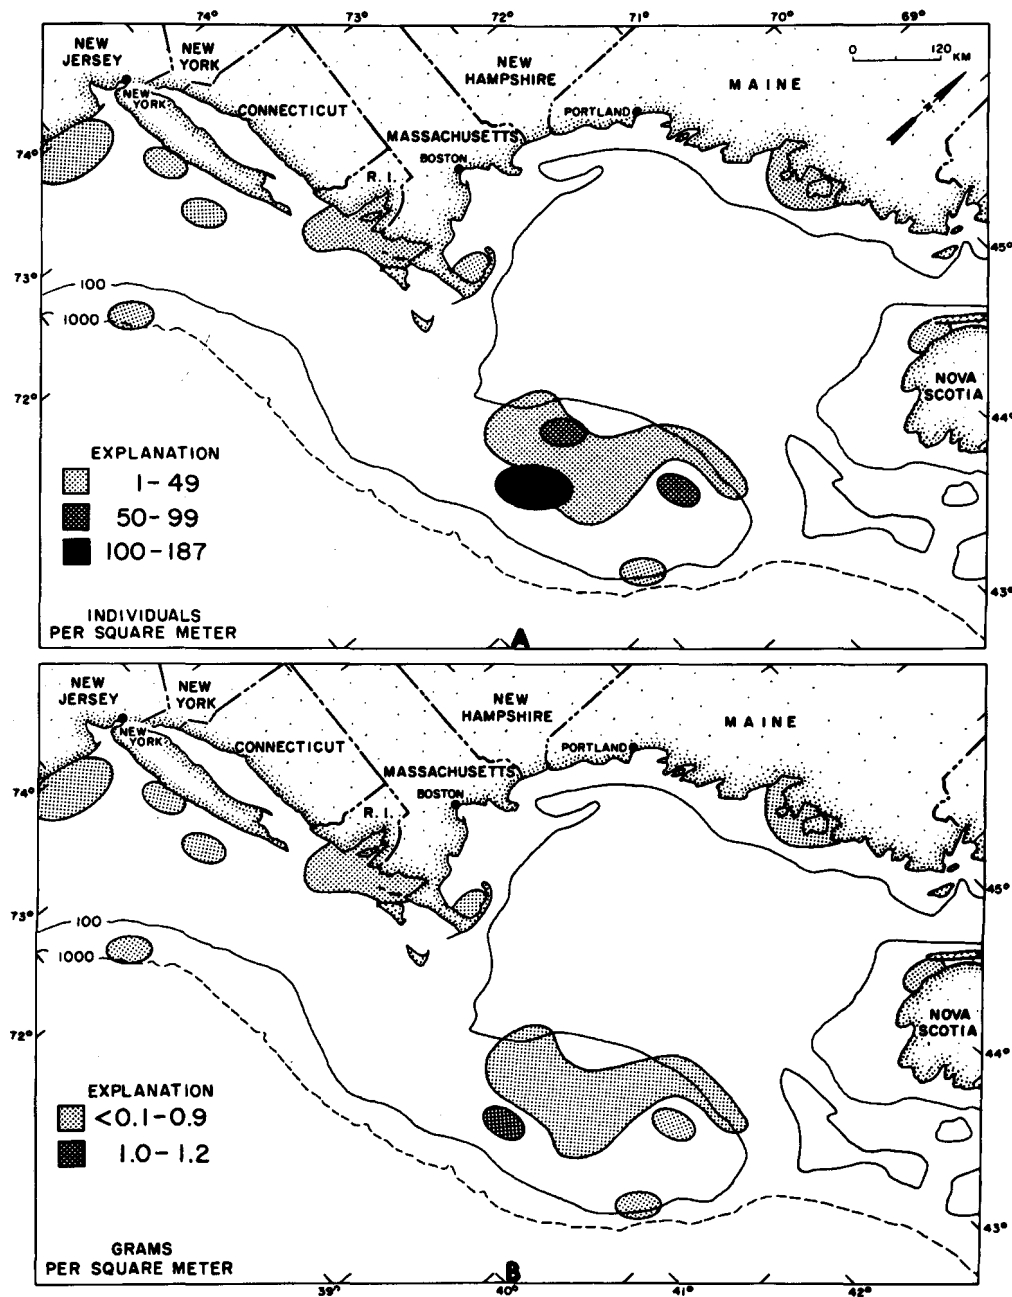 74° 73° 72° 71° 70° 69°
NEW
JERSEY
NEW
YORK
NEW
YORK
CONNECTICUT
NEW
HAMPSHIRE
MAINE
0 120 KM
PORTLAND
MASSACHUSETTS
BOSTON
R. I.
74°
45°
73°
100
1000
72°
NOVA
SCOTIA
44°
EXPLANATION
1-49
50-99
100-187
43°
INDIVIDUALS
PER SQUARE METER
A
NEW
JERSEY
NEW
YORK
NEW
YORK
CONNECTICUT
NEW
HAMPSHIRE
MAINE
PORTLAND
MASSACHUSETTS
BOSTON
R. I.
74°
45°
73°
100
1000
72°
NOVA
SCOTIA
44°
EXPLANATION
<0.1-0.9
1.0-1.2
43°
GRAMS
PER SQUARE METER
B
39° 40° 41° 42°